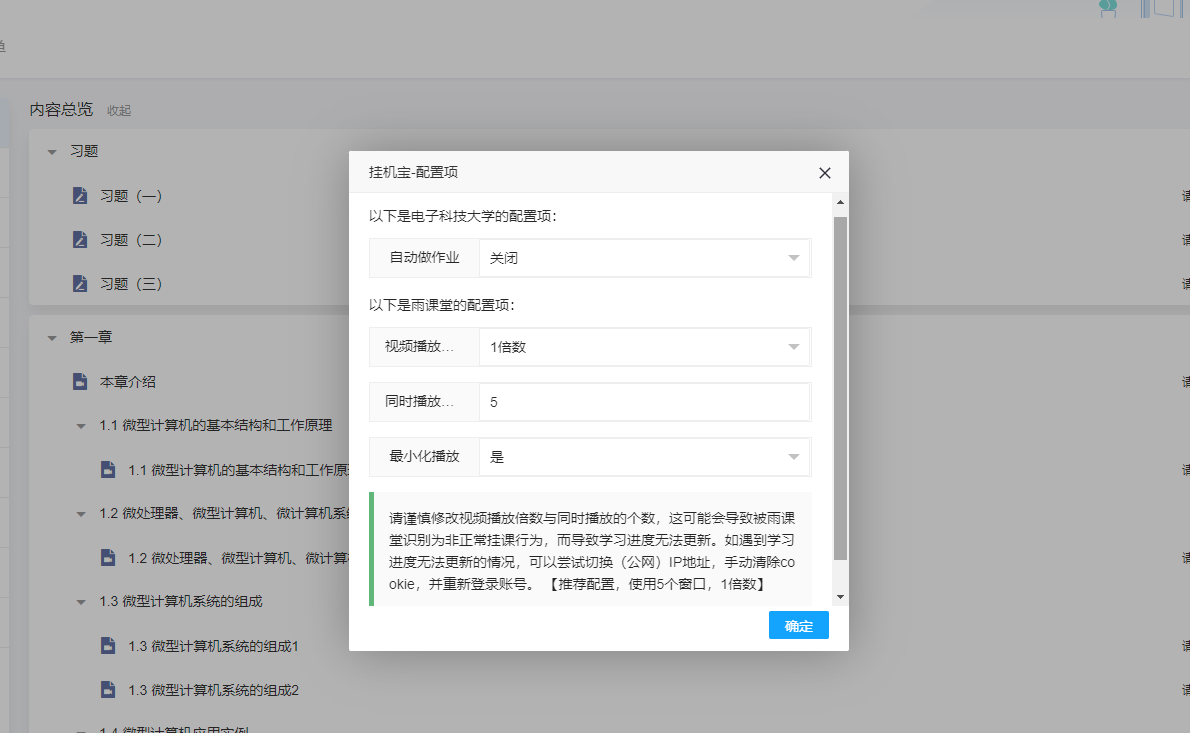 内容总览 收起
习题
习题（一）
习题（二）
习题（三）
第一章
本章介绍
1.1 微型计算机的基本结构和工作原理
1.1 微型计算机的基本结构和工作原
1.2 微处理器、微型计算机、微计算机系
1.2 微处理器、微型计算机、微计算
1.3 微型计算机系统的组成
1.3 微型计算机系统的组成1
1.3 微型计算机系统的组成2
1.4 微型计算机应用实例
挂机宝-配置项
以下是电子科技大学的配置项：
自动做作业 关闭
以下是雨课堂的配置项：
视频播放... 1倍数
同时播放... 5
最小化播放 是
请谨慎修改视频播放倍数与同时播放的个数，这可能会导致被雨课
堂识别为非正常挂课行为，而导致学习进度无法更新。如遇到学习
进度无法更新的情况，可以尝试切换（公网）IP地址，手动清除co
okie，并重新登录账号。 【推荐配置，使用5个窗口，1倍数】
确定